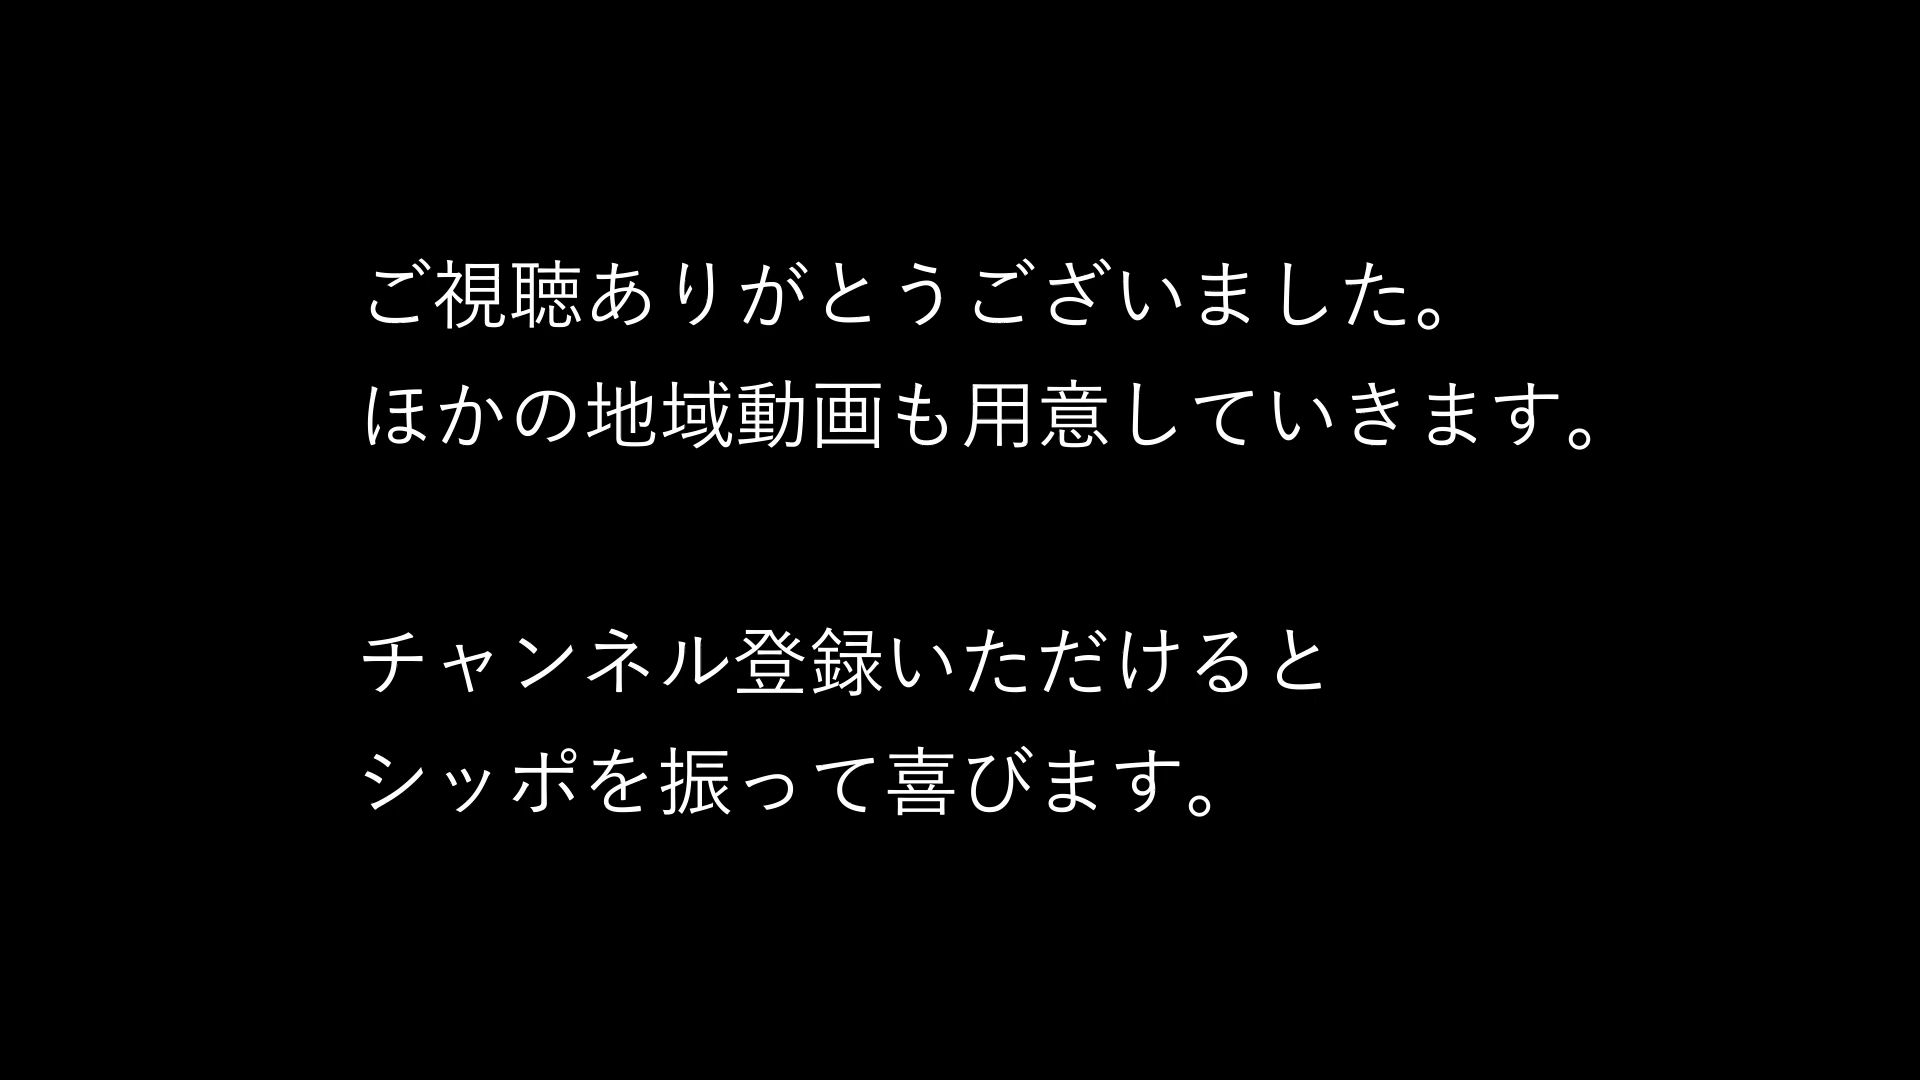 ご視聴ありがとうございました。
ほかの地域動画も用意していきます。
チャンネル登録いただけると
シッポを振って喜びます。